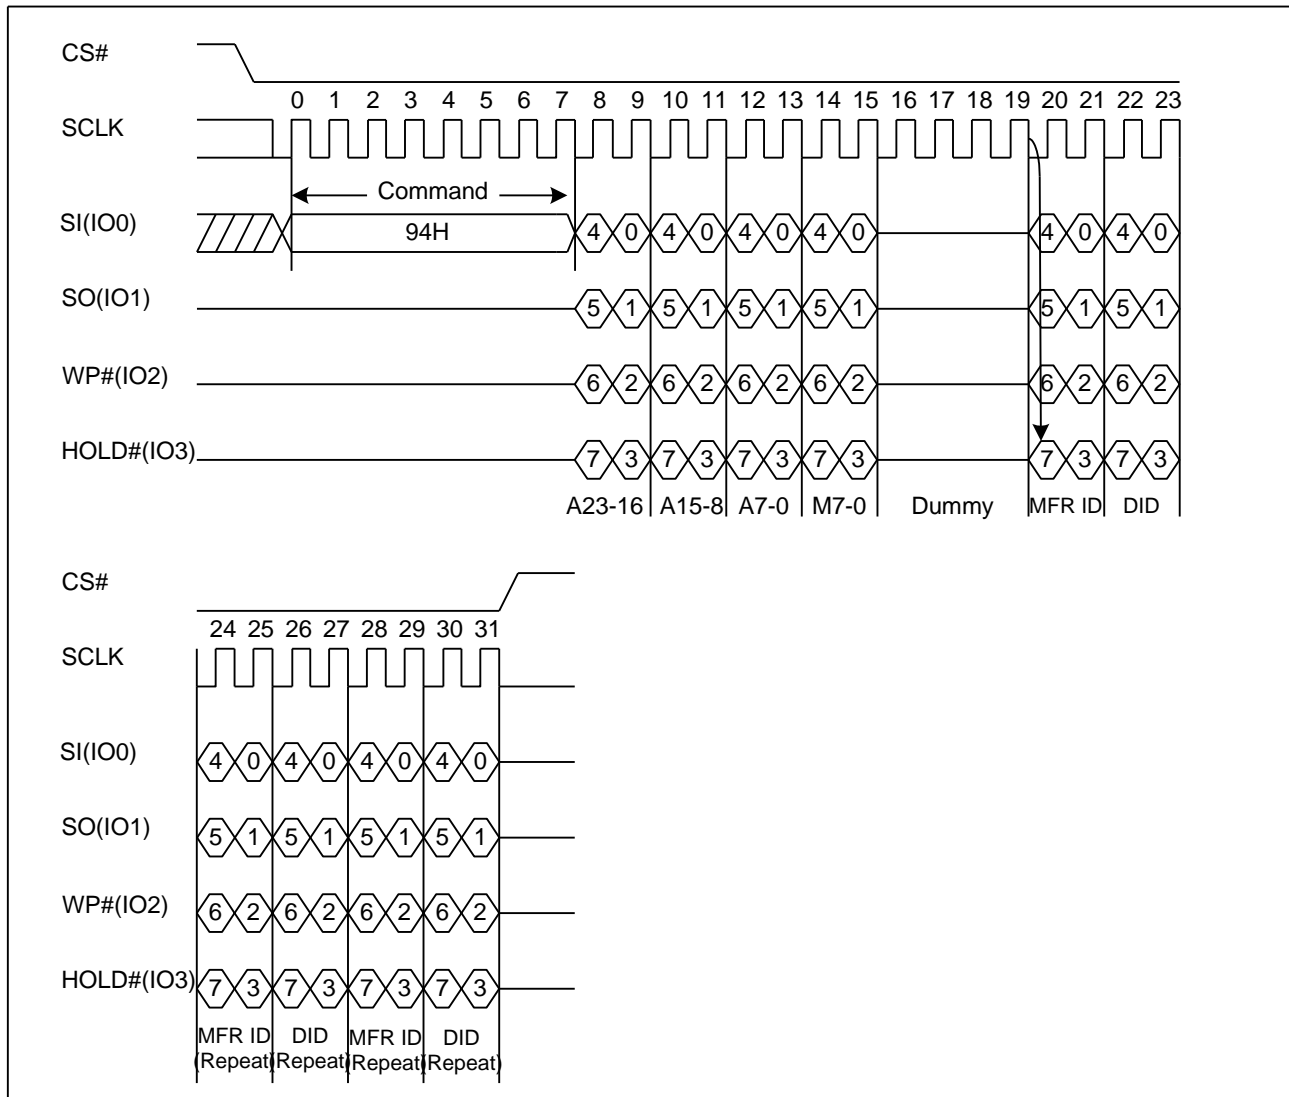 CS#
0 1 2 3 4 5 6 7 8 9 10 11 12 13 14 15 16 17 18 19 20 21 22 23
SCLK
Command
SI(IO0) 94H 4 0 4 0 4 0 4 0 4 0 4 0
SO(IO1) 5 1 5 1 5 1 5 1 5 1 5 1
WP#(IO2) 6 2 6 2 6 2 6 2 6 2 6 2
HOLD#(IO3) 7 3 7 3 7 3 7 3 7 3 7 3
A23-16 A15-8 A7-0 M7-0 Dummy MFR ID DID
CS#
24 25 26 27 28 29 30 31
SCLK
SI(IO0) 4 0 4 0 4 0 4 0
SO(IO1) 5 1 5 1 5 1 5 1
WP#(IO2) 6 2 6 2 6 2 6 2
HOLD#(IO3) 7 3 7 3 7 3 7 3
MFR ID DID MFR ID DID
(Repeat) (Repeat) (Repeat) (Repeat)